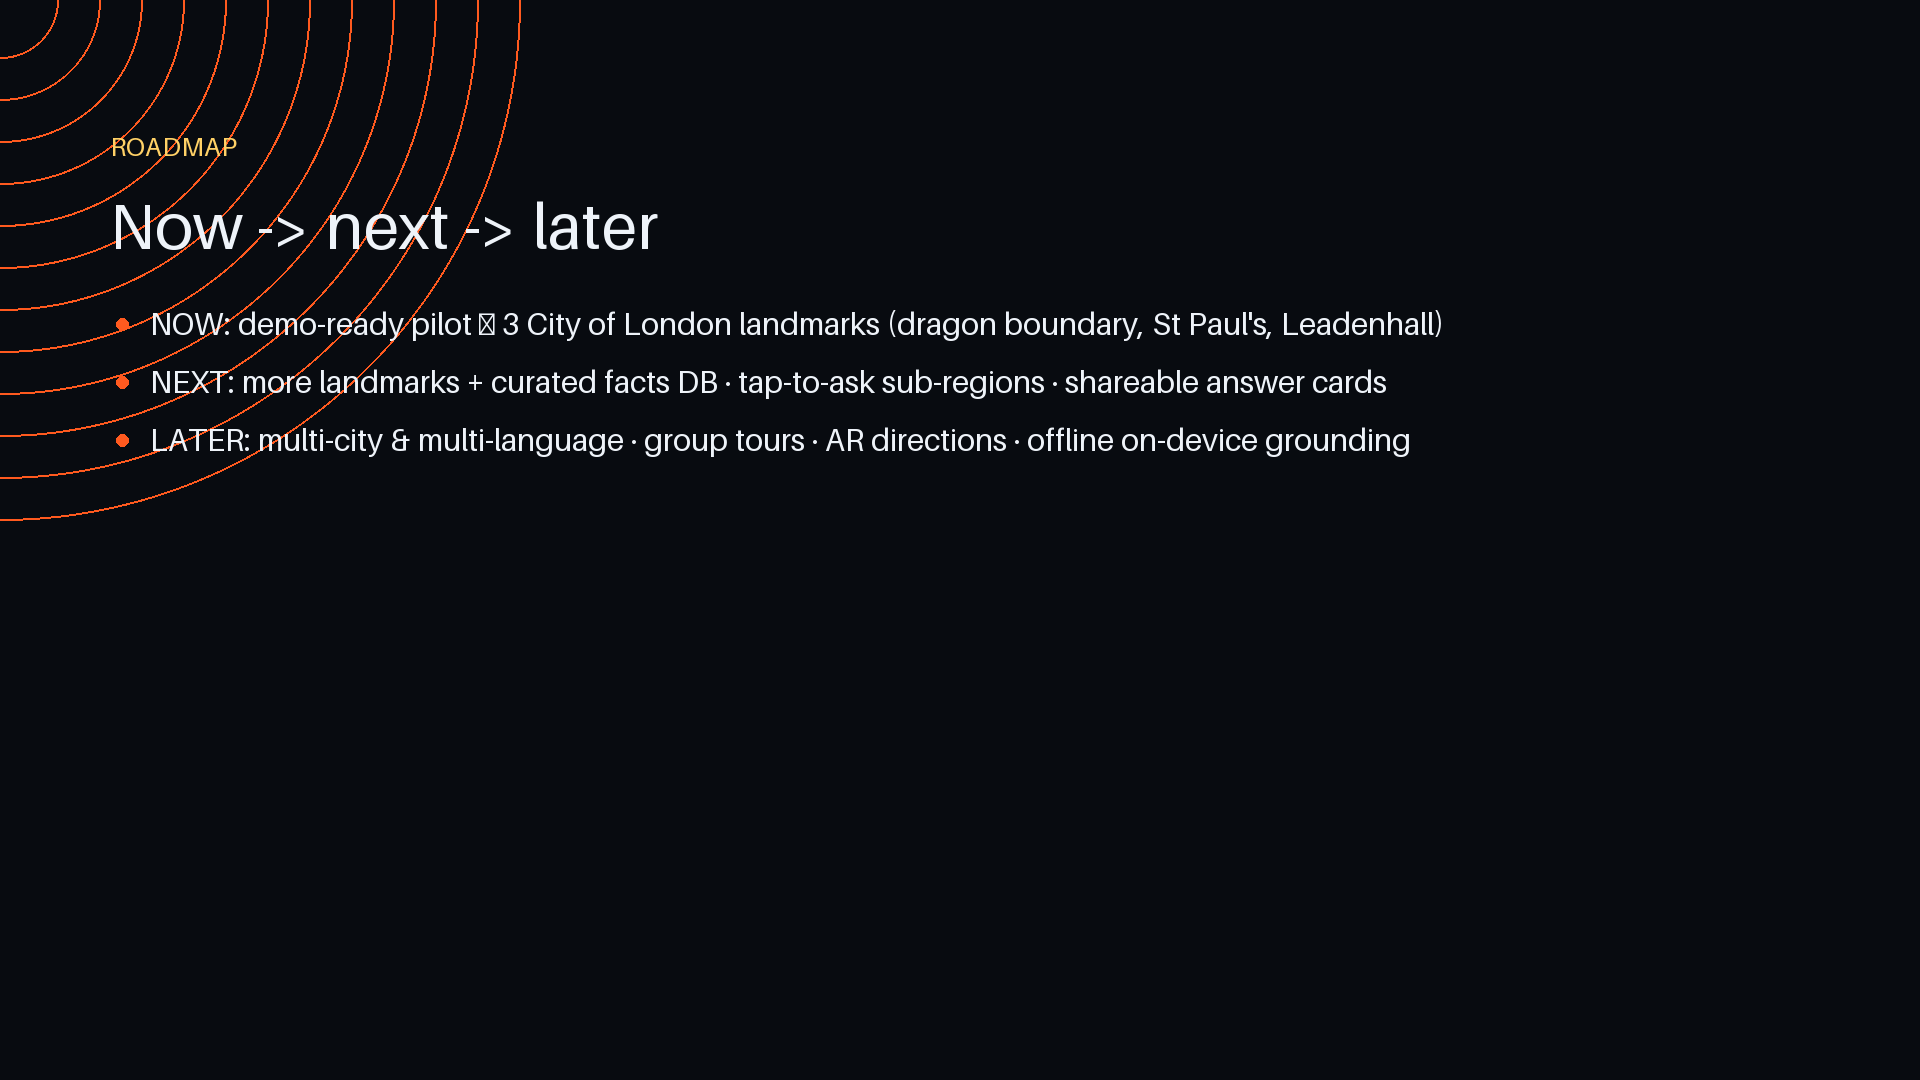 ROADMAP
Now -> next -> later
NOW: demo-ready pilot 3 City of London landmarks (dragon boundary, St Paul's, Leadenhall)
NEXT: more landmarks + curated facts DB · tap-to-ask sub-regions · shareable answer cards
LATER: multi-city & multi-language · group tours · AR directions · offline on-device grounding